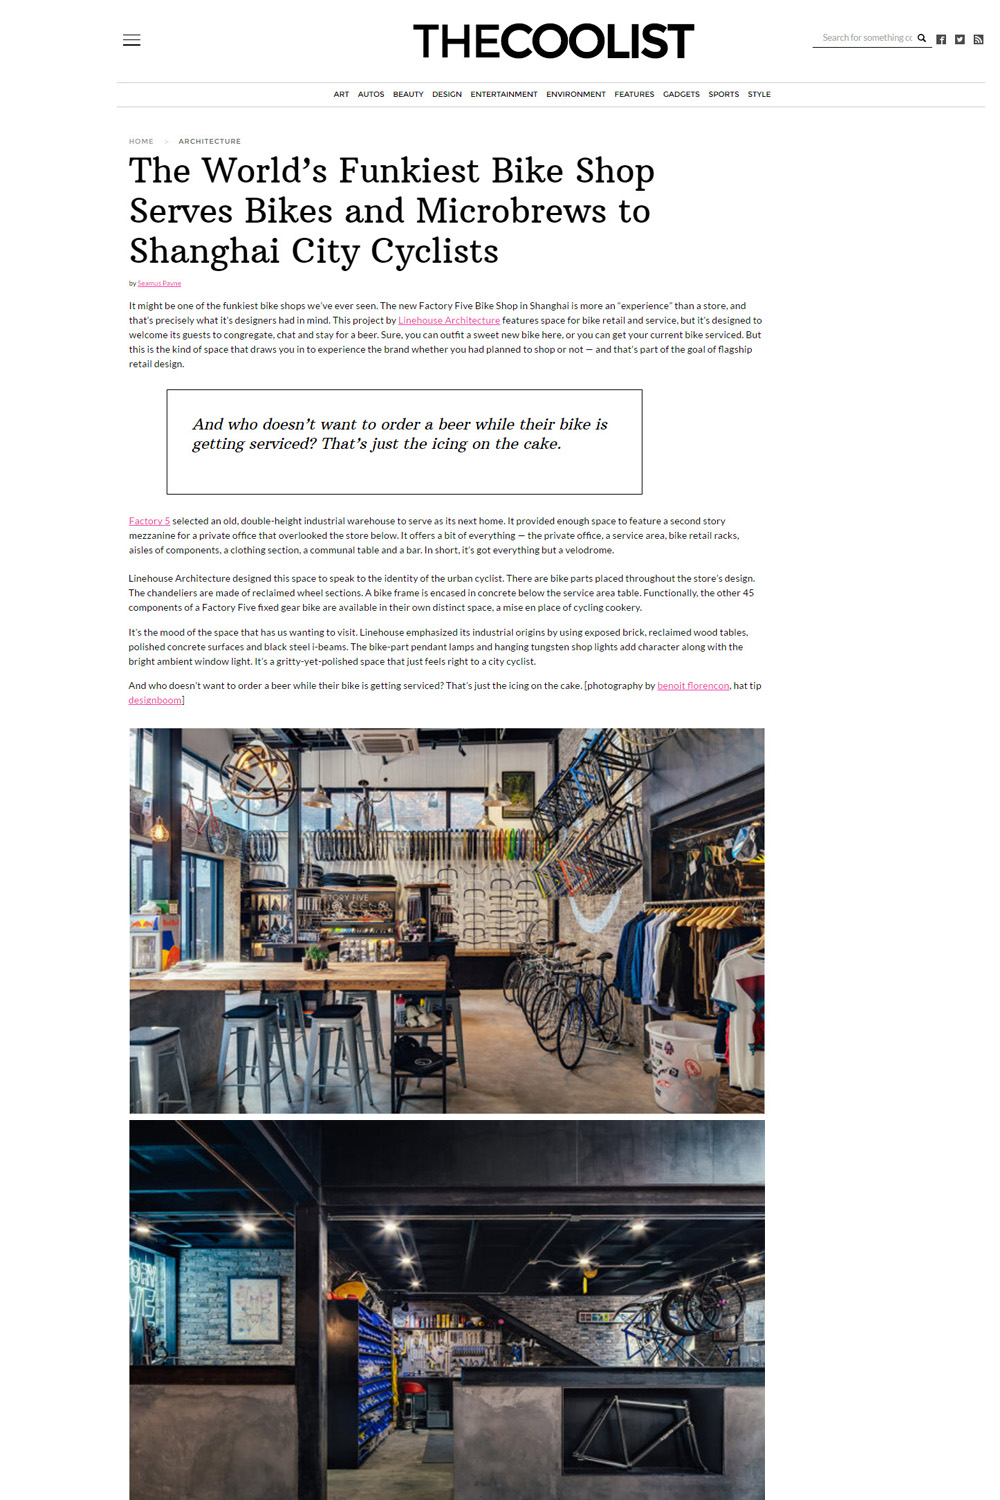 THECOOLIST
Search for something cc
ART AUTOS BEAUTY DESIGN ENTERTAINMENT ENVIRONMENT FEATURES GADGETS SPORTS STYLE
HOME > ARCHITECTURE
The World’s Funkiest Bike Shop
Serves Bikes and Microbrews to
Shanghai City Cyclists
by Seamus Payne
It might be one of the funkiest bike shops we’ve ever seen. The new Factory Five Bike Shop in Shanghai is more an “experience” than a store, and
that’s precisely what it’s designers had in mind. This project by Linehouse Architecture features space for bike retail and service, but it’s designed to
welcome its guests to congregate, chat and stay for a beer. Sure, you can outfit a sweet new bike here, or you can get your current bike serviced. But
this is the kind of space that draws you in to experience the brand whether you had planned to shop or not — and that’s part of the goal of flagship
retail design.
And who doesn’t want to order a beer while their bike is
getting serviced? That’s just the icing on the cake.
Factory 5 selected an old, double-height industrial warehouse to serve as its next home. It provided enough space to feature a second story
mezzanine for a private office that overlooked the store below. It offers a bit of everything — the private office, a service area, bike retail racks,
aisles of components, a clothing section, a communal table and a bar. In short, it’s got everything but a velodrome.
Linehouse Architecture designed this space to speak to the identity of the urban cyclist. There are bike parts placed throughout the store’s design.
The chandeliers are made of reclaimed wheel sections. A bike frame is encased in concrete below the service area table. Functionally, the other 45
components of a Factory Five fixed gear bike are available in their own distinct space, a mise en place of cycling cookery.
It’s the mood of the space that has us wanting to visit. Linehouse emphasized its industrial origins by using exposed brick, reclaimed wood tables,
polished concrete surfaces and black steel i-beams. The bike-part pendant lamps and hanging tungsten shop lights add character along with the
bright ambient window light. It’s a gritty-yet-polished space that just feels right to a city cyclist.
And who doesn’t want to order a beer while their bike is getting serviced? That’s just the icing on the cake. [photography by benoit florencon, hat tip
designboom]
TORY FIVE
RedBull